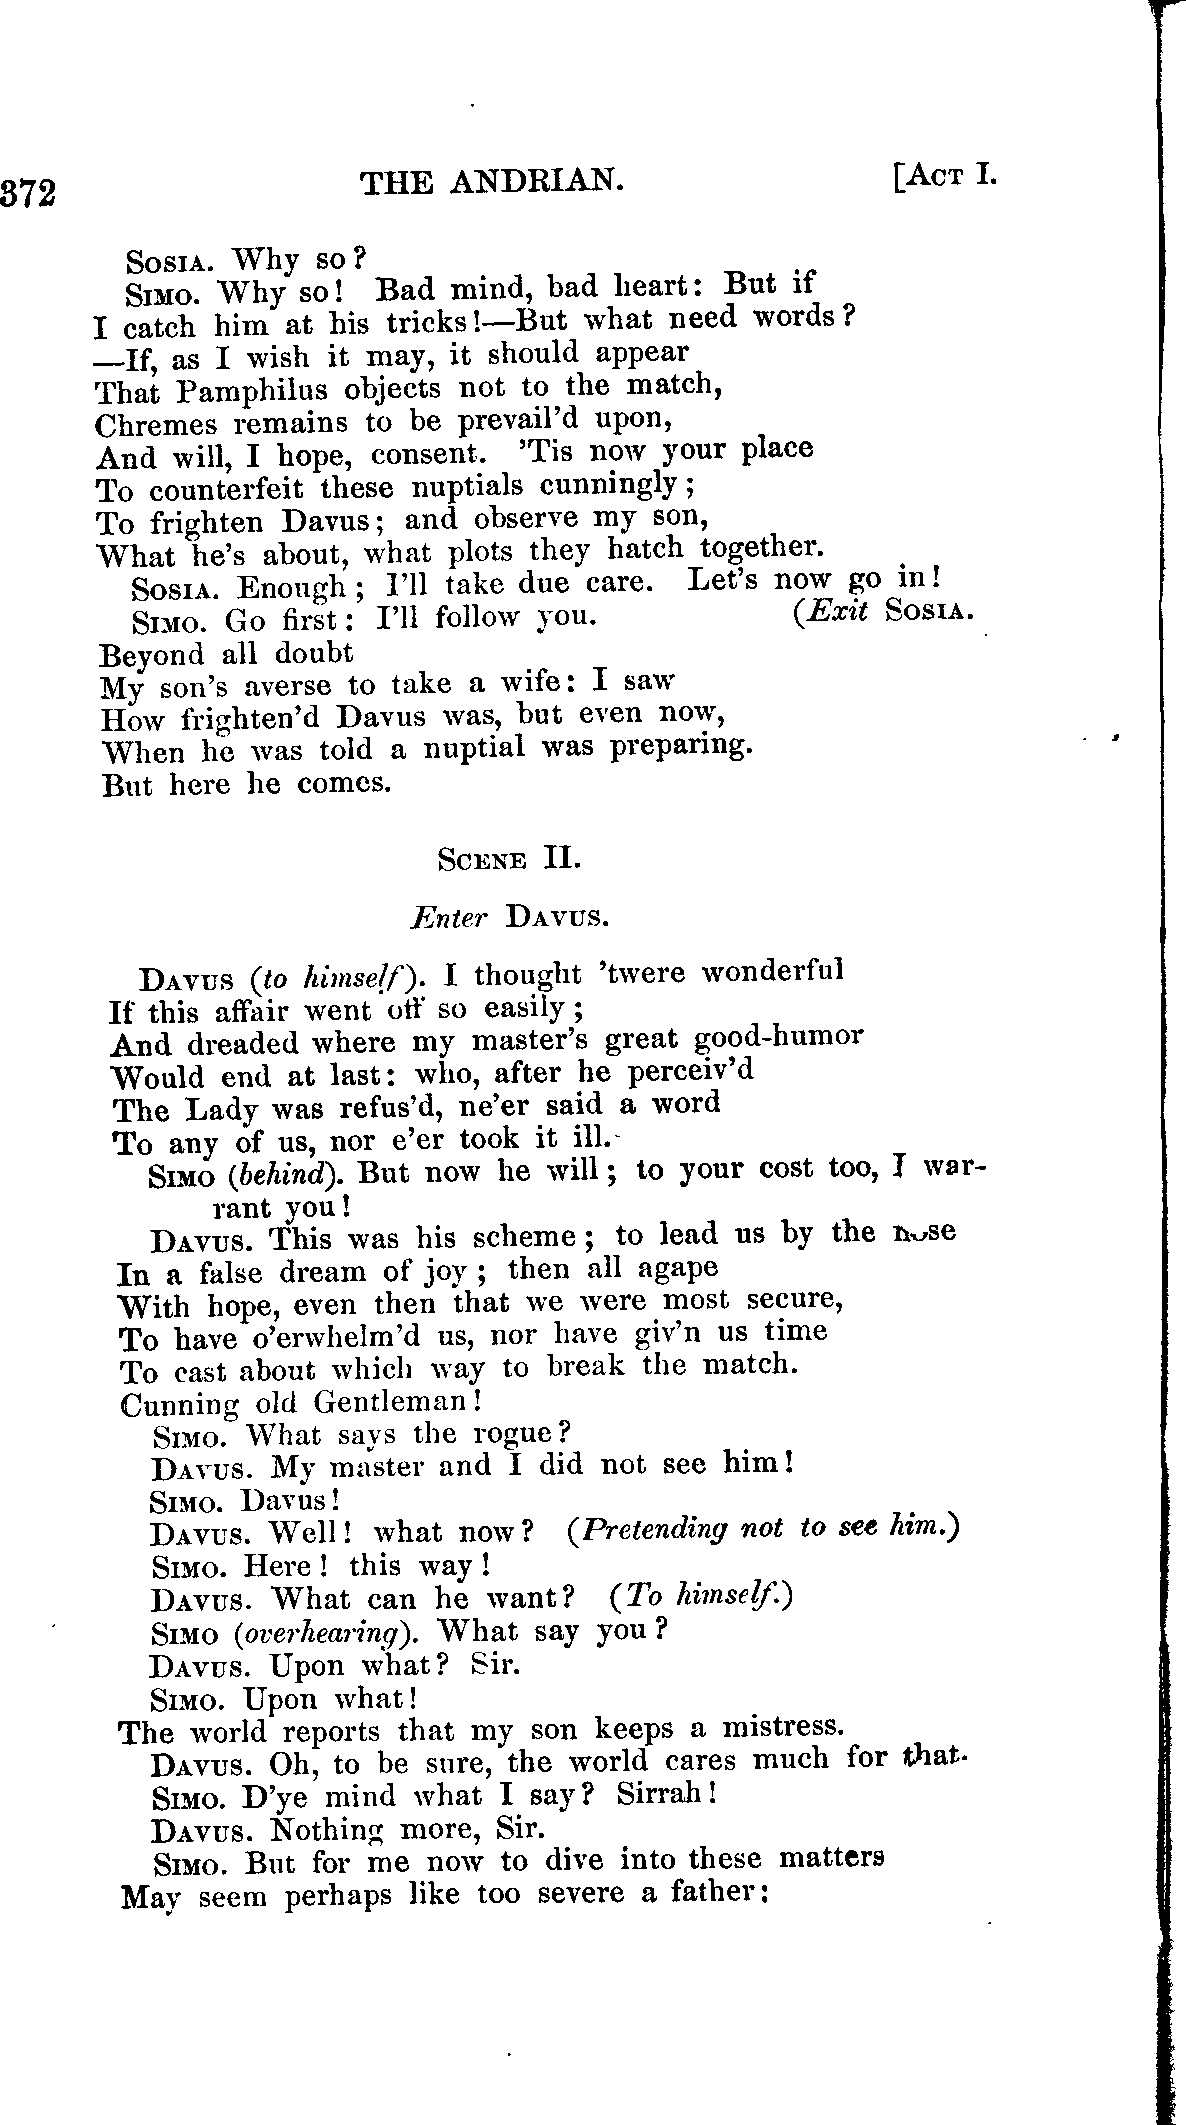 372 THE ANDRIAN. [ACT I.
SOSIA. Why so?
SIMO. Why so! Bad mind, bad heart: But if
I catch him at his tricks!—But what need words?
—If, as I wish it may, it should appear
That Pamphilus objects not to the match,
Chremes remains to be prevail'd upon,
And will, I hope, consent. 'Tis now your place
To counterfeit these nuptials cunningly;
To frighten Davus; and observe my son,
What he's about, what plots they hatch together.
SOSIA. Enough; I'll take due care. Let's now go in!
SIMO. Go first: I'll follow you. (Exit SOSIA.
Beyond all doubt
My son's averse to take a wife: I saw
How frighten'd Davus was, but even now,
When he was told a nuptial was preparing.
But here he comes.
SCENE II.
Enter DAVUS.
DAVUS (to himself). I thought 'twere wonderful
If this affair went off so easily;
And dreaded where my master's great good-humor
Would end at last: who, after he perceiv'd
The Lady was refus'd, ne'er said a word
To any of us, nor e'er took it ill.
SIMO (behind). But now he will; to your cost too, I war-
rant you!
DAVUS. This was his scheme; to lead us by the nose
In a false dream of joy; then all agape
With hope, even then that we were most secure,
To have o'erwhelm'd us, nor have giv'n us time
To cast about which way to break the match.
Cunning old Gentleman!
SIMO. What says the rogue?
DAVUS. My master and I did not see him!
SIMO. Davus!
DAVUS. Well! what now? (Pretending not to see him.)
SIMO. Here! this way!
DAVUS. What can he want? (To himself.)
SIMO (overhearing). What say you?
DAVUS. Upon what? Sir.
SIMO. Upon what!
The world reports that my son keeps a mistress.
DAVUS. Oh, to be sure, the world cares much for that.
SIMO. D'ye mind what I say? Sirrah!
DAVUS. Nothing more, Sir.
SIMO. But for me now to dive into these matters
May seem perhaps like too severe a father: